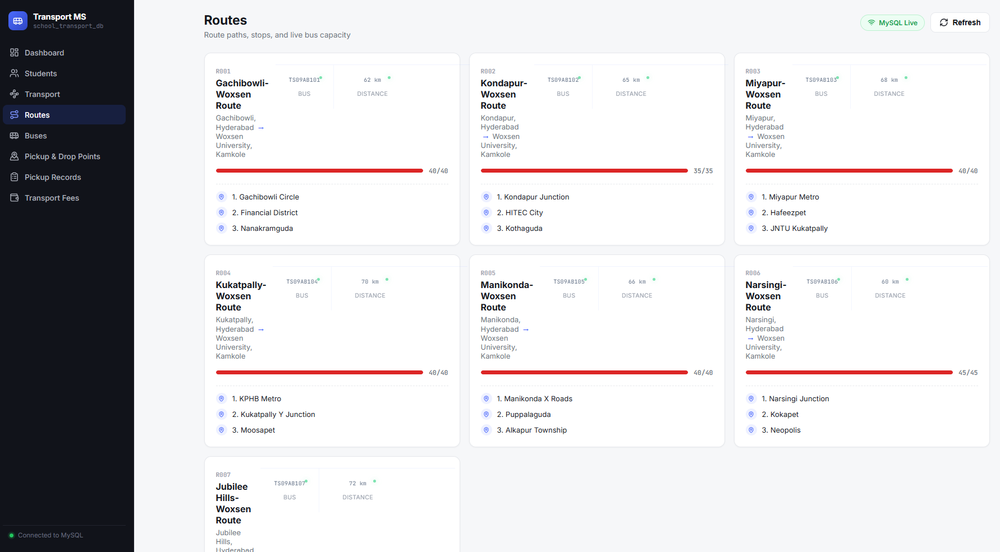 Transport MS
school_transport_db
Dashboard
Students
Transport
Routes
Buses
Pickup & Drop Points
Pickup Records
Transport Fees
Connected to MySQL
Routes
Route paths, stops, and live bus capacity
MySQL Live
Refresh
R001
Gachibowli-
Woxsen
Route
Gachibowli,
Hyderabad →
Woxsen
University,
Kamkole
TS09AB101
BUS
62 km
DISTANCE
40/40
1. Gachibowli Circle
2. Financial District
3. Nanakramguda
R002
Kondapur-
Woxsen
Route
Kondapur,
Hyderabad
→ Woxsen
University,
Kamkole
TS09AB102
BUS
65 km
DISTANCE
35/35
1. Kondapur Junction
2. HITEC City
3. Kothaguda
R003
Miyapur-
Woxsen
Route
Miyapur,
Hyderabad
→ Woxsen
University,
Kamkole
TS09AB103
BUS
68 km
DISTANCE
40/40
1. Miyapur Metro
2. Hafeezpet
3. JNTU Kukatpally
R004
Kukatpally-
Woxsen
Route
Kukatpally,
Hyderabad →
Woxsen
University,
Kamkole
TS09AB104
BUS
70 km
DISTANCE
40/40
1. KPHB Metro
2. Kukatpally Y Junction
3. Moosapet
R005
Manikonda-
Woxsen
Route
Manikonda,
Hyderabad →
Woxsen
University,
Kamkole
TS09AB105
BUS
66 km
DISTANCE
40/40
1. Manikonda X Roads
2. Puppalaguda
3. Alkapur Township
R006
Narsingi-
Woxsen
Route
Narsingi,
Hyderabad
→ Woxsen
University,
Kamkole
TS09AB106
BUS
60 km
DISTANCE
45/45
1. Narsingi Junction
2. Kokapet
3. Neopolis
R007
Jubilee
Hills-
Woxsen
Route
Jubilee
Hills,
Hyderabad
TS09AB107
BUS
72 km
DISTANCE